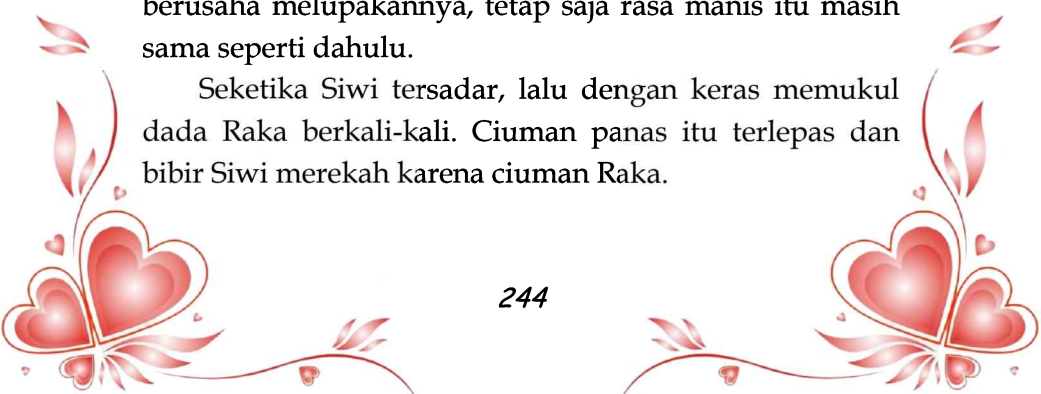 berusaha melupakannya, tetap saja rasa manis itu masih
sama seperti dahulu.
Seketika Siwi tersadar, lalu dengan keras memukul
dada Raka berkali-kali. Ciuman panas itu terlepas dan
bibir Siwi merekah karena ciuman Raka.
244